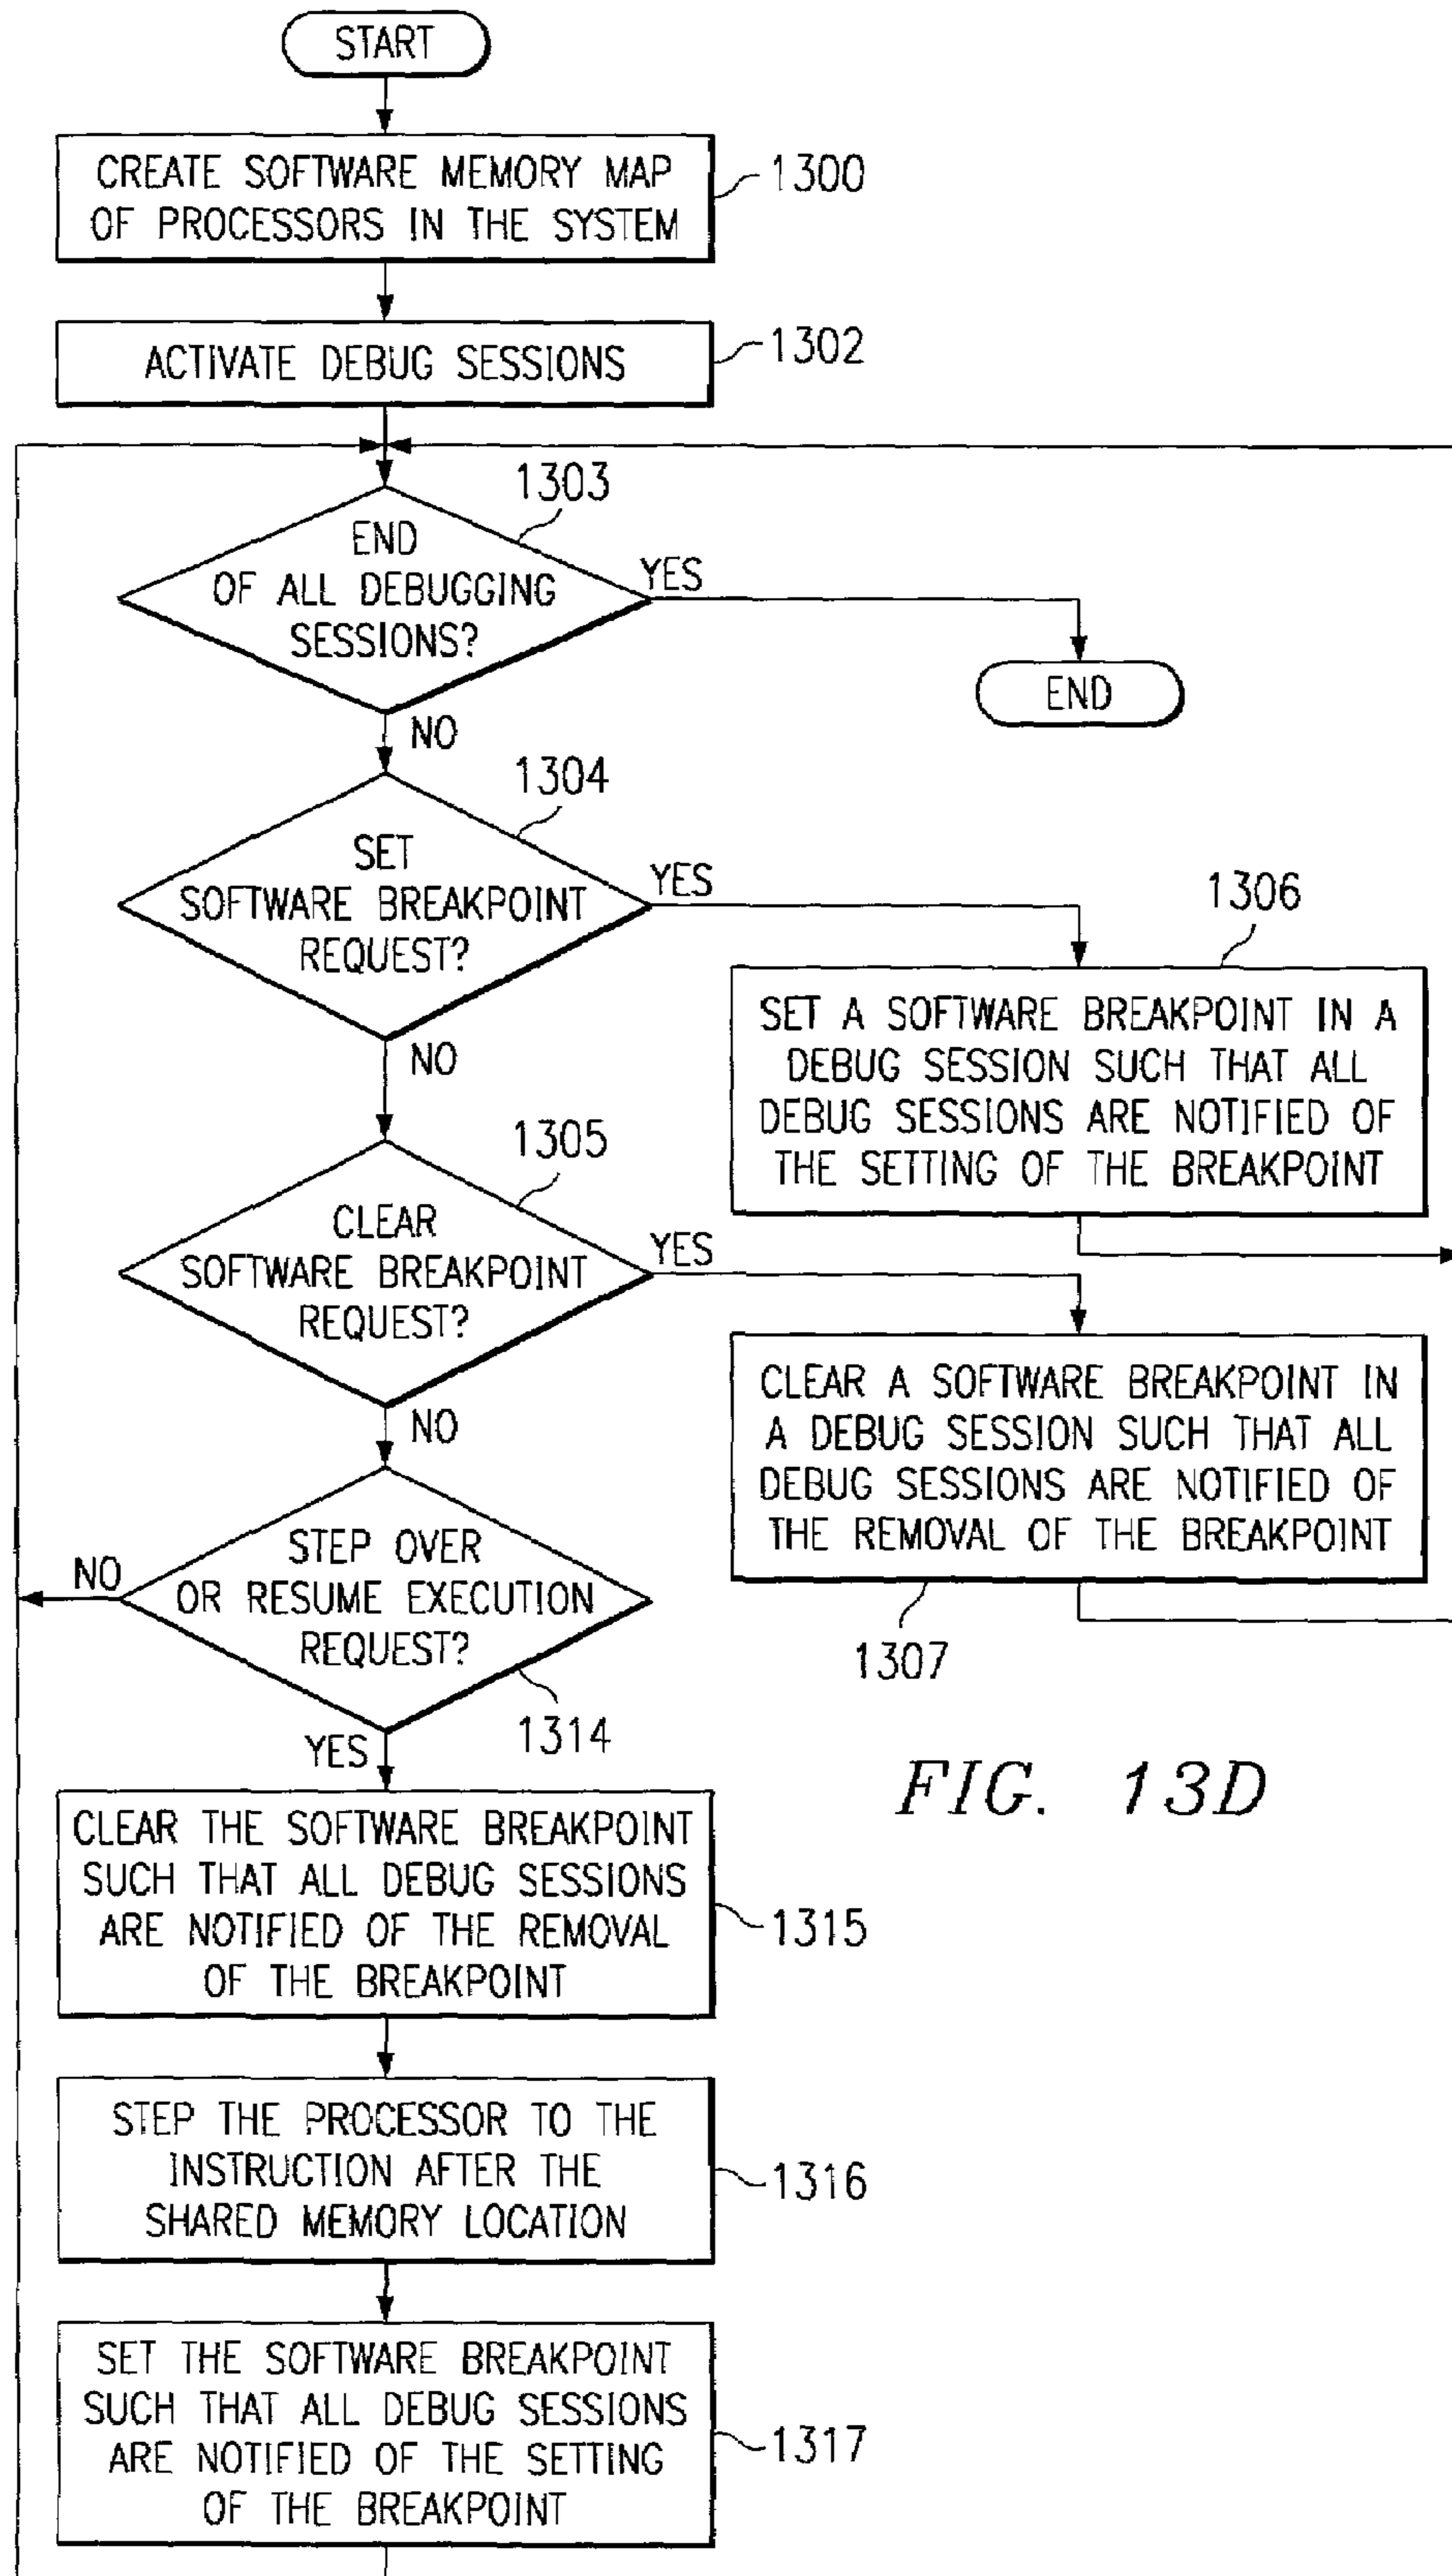 START
CREATE SOFTWARE MEMORY MAP
OF PROCESSORS IN THE SYSTEM
1300
ACTIVATE DEBUG SESSIONS
1302
1303
END
OF ALL DEBUGGING
SESSIONS?
YES
END
NO
1304
SET
SOFTWARE BREAKPOINT
REQUEST?
YES
NO
1306
SET A SOFTWARE BREAKPOINT IN A
DEBUG SESSION SUCH THAT ALL
DEBUG SESSIONS ARE NOTIFIED OF
THE SETTING OF THE BREAKPOINT
1305
CLEAR
SOFTWARE BREAKPOINT
REQUEST?
YES
NO
CLEAR A SOFTWARE BREAKPOINT IN
A DEBUG SESSION SUCH THAT ALL
DEBUG SESSIONS ARE NOTIFIED OF
THE REMOVAL OF THE BREAKPOINT
1307
STEP OVER
OR RESUME EXECUTION
REQUEST?
NO
1314
YES
FIG. 13D
CLEAR THE SOFTWARE BREAKPOINT
SUCH THAT ALL DEBUG SESSIONS
ARE NOTIFIED OF THE REMOVAL
OF THE BREAKPOINT
1315
STEP THE PROCESSOR TO THE
INSTRUCTION AFTER THE
SHARED MEMORY LOCATION
1316
SET THE SOFTWARE BREAKPOINT
SUCH THAT ALL DEBUG SESSIONS
ARE NOTIFIED OF THE SETTING
OF THE BREAKPOINT
1317